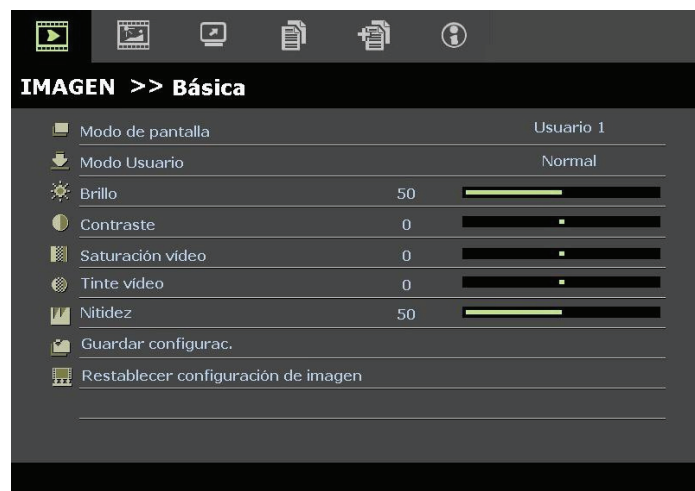 IMAGEN >> Básica
Modo de pantalla Usuario 1
Modo Usuario Normal
Brillo 50
Contraste 0
Saturación vídeo 0
Tinte vídeo 0
Nitidez 50
Guardar configurac.
Restablecer configuración de imagen